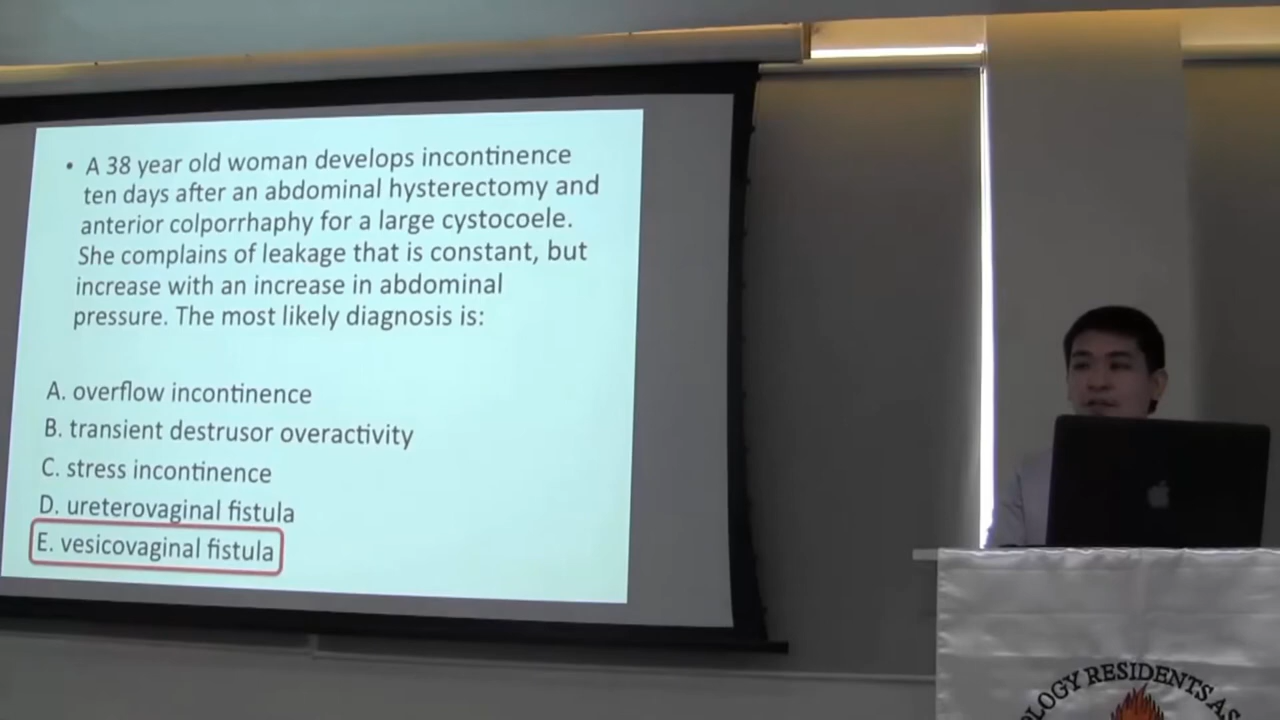 • A 38 year old woman develops incontinence
ten days after an abdominal hysterectomy and
anterior colporrhaphy for a large cystocoele.
She complains of leakage that is constant, but
increase with an increase in abdominal
pressure. The most likely diagnosis is:
A. overflow incontinence
B. transient destrusor overactivity
C. stress incontinence
D. ureterovaginal fistula
E. vesicovaginal fistula
RESIDENTS